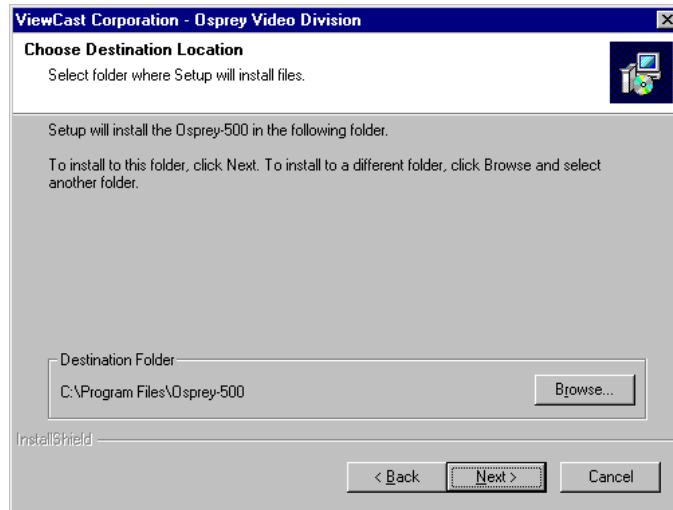 ViewCast Corporation - Osprey Video Division
Choose Destination Location
Select folder where Setup will install files.
Setup will install the Osprey-500 in the following folder.
To install to this folder, click Next. To install to a different folder, click Browse and select
another folder.
Destination Folder
C:\Program Files\Osprey-500
Browse...
InstallShield
< Back
Next >
Cancel